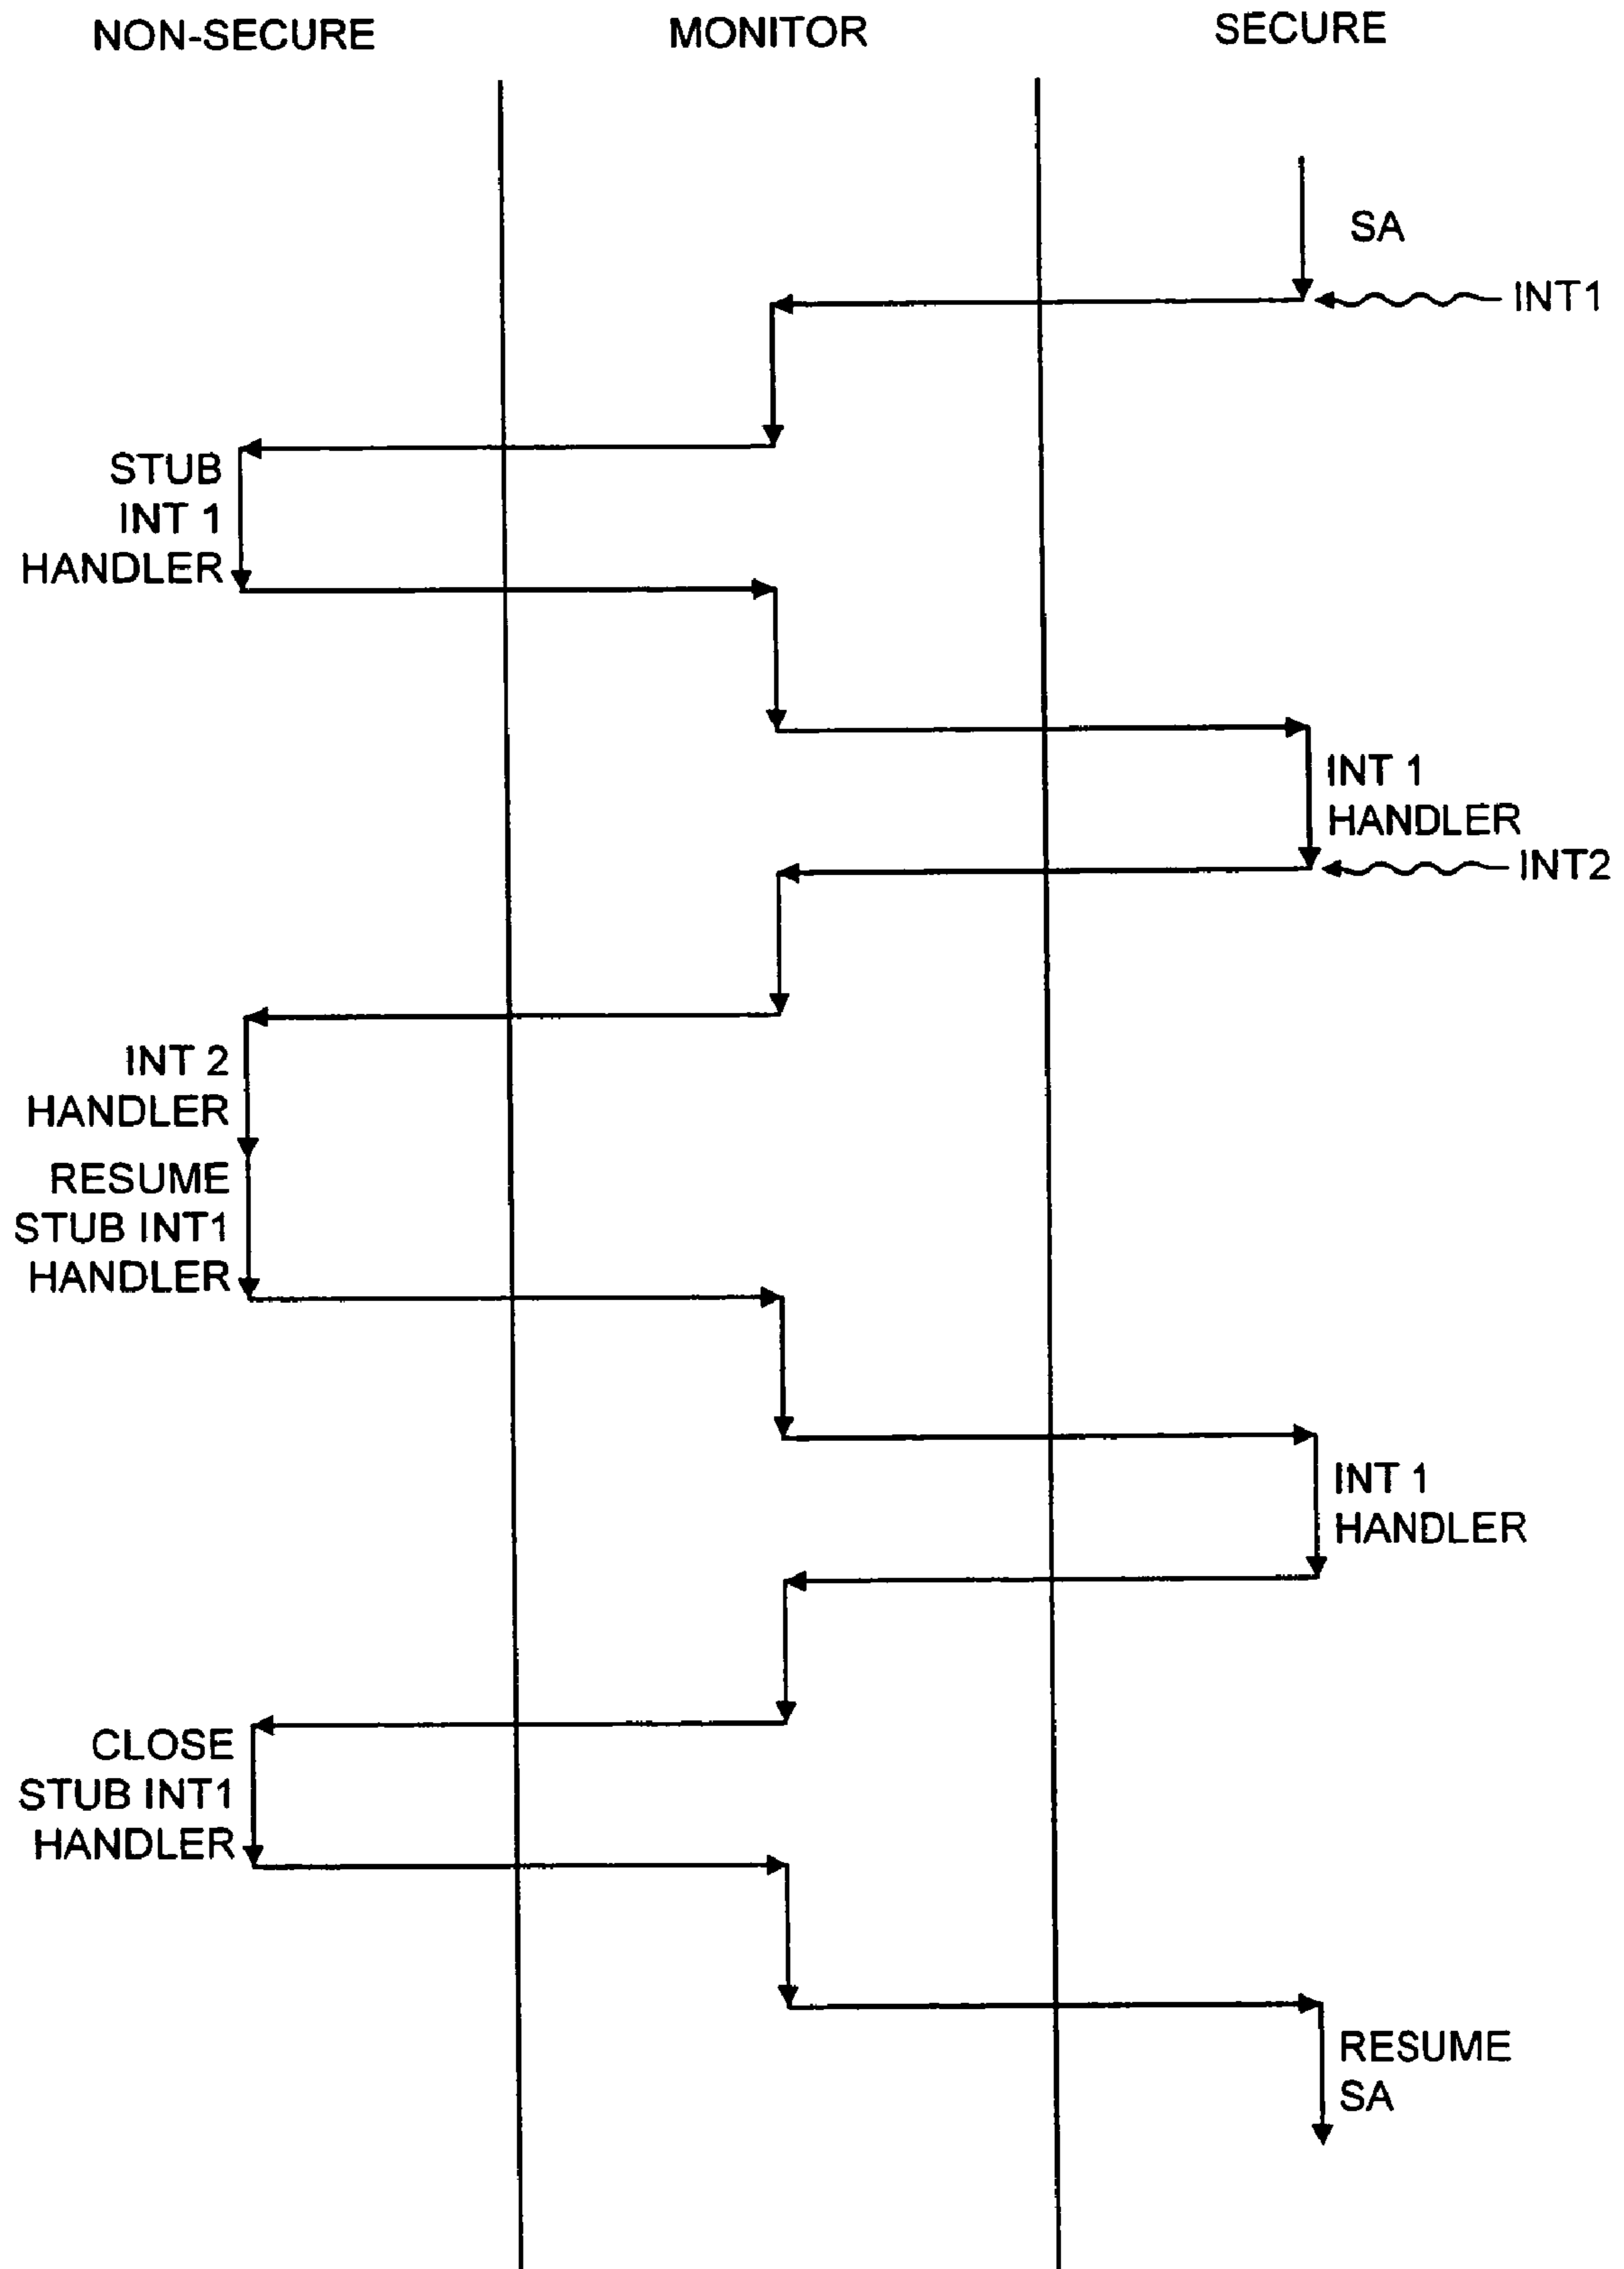 NON-SECURE
MONITOR
SECURE
SA
INT1
STUB
INT 1
HANDLER
INT 1
HANDLER
INT2
INT 2
HANDLER
RESUME
STUB INT1
HANDLER
INT 1
HANDLER
CLOSE
STUB INT1
HANDLER
RESUME
SA